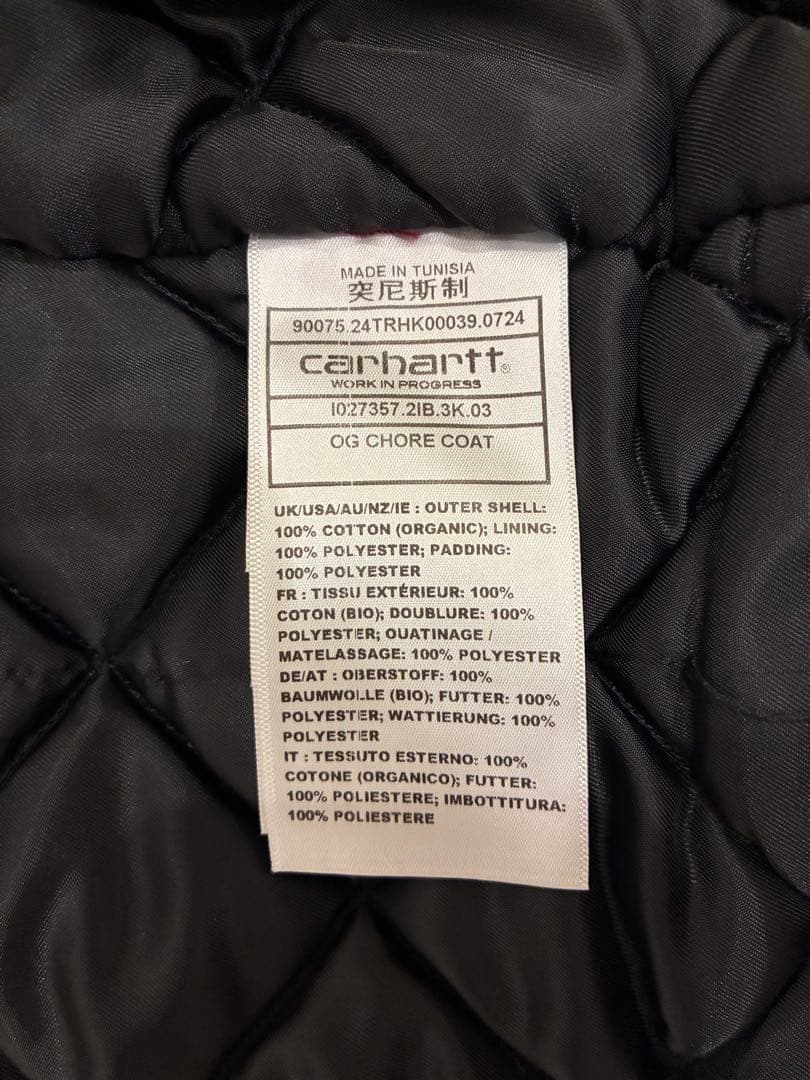 MADE IN TUNISIA
突尼斯制
90075.24TRHK00039.0724
carhartt®
WORK IN PROGRESS
I027357.2IB.3K.03
OG CHORE COAT
UK/USA/AU/NZ/IE : OUTER SHELL:
100% COTTON (ORGANIC); LINING:
100% POLYESTER; PADDING:
100% POLYESTER
FR : TISSU EXTÉRIEUR: 100%
COTON (BIO); DOUBLURE: 100%
POLYESTER; OUATINAGE /
MATELASSAGE: 100% POLYESTER
DE/AT : OBERSTOFF: 100%
BAUMWOLLE (BIO); FUTTER: 100%
POLYESTER; WATTIERUNG: 100%
POLYESTER
IT : TESSUTO ESTERNO: 100%
COTONE (ORGANICO); FUTTER:
100% POLIESTERE; IMBOTTITURA:
100% POLIESTERE